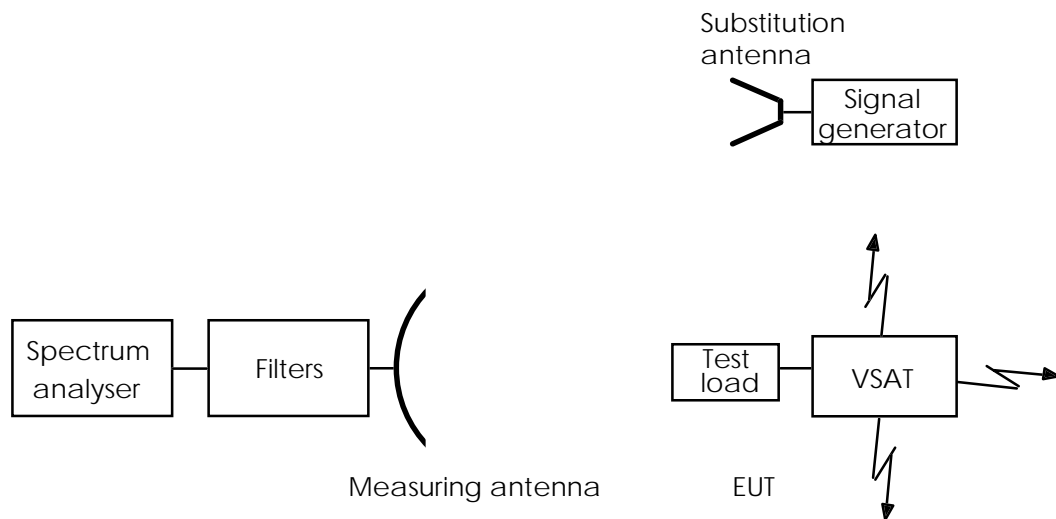 Substitution
antenna
Signal
generator
Spectrum
analyser
Filters
Test
load
VSAT
Measuring antenna
EUT